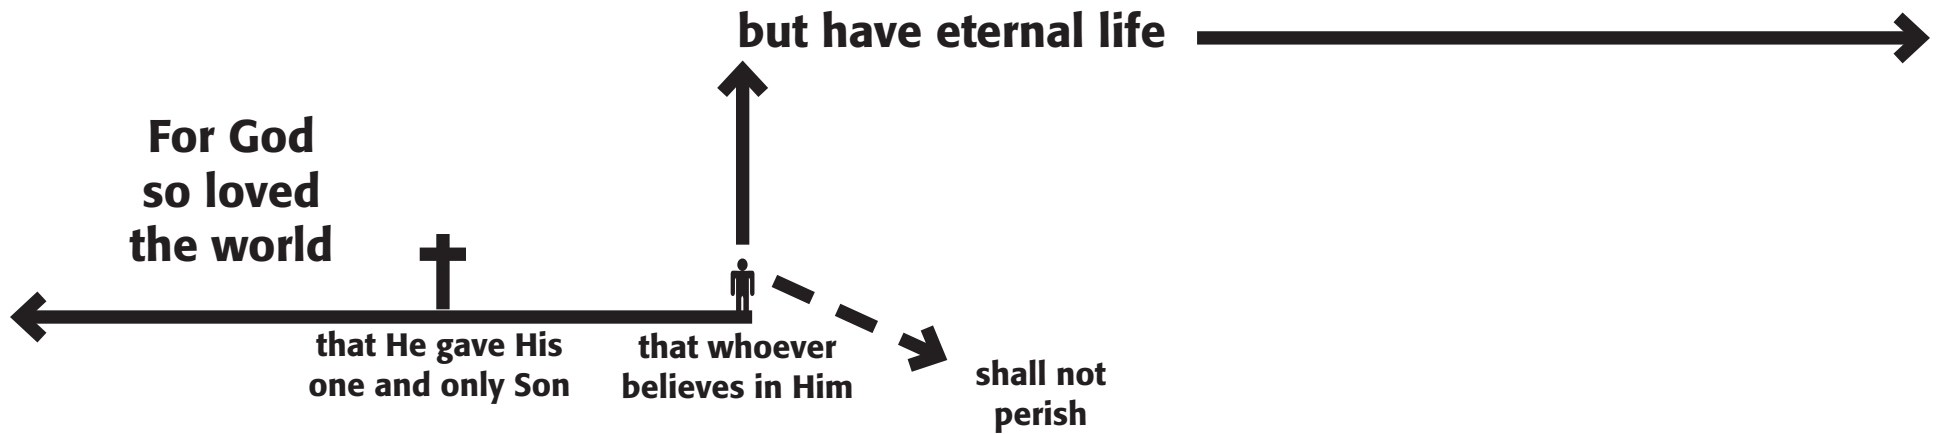 For God
so loved
the world
that He gave His
one and only Son
that whoever
believes in Him
shall not
perish
but have eternal life